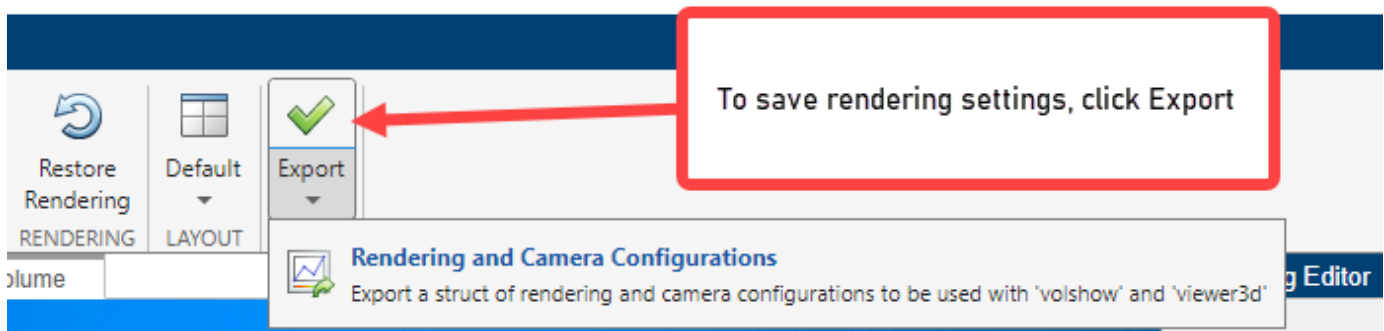 To save rendering settings, click Export
Restore
Rendering
Default
Export
RENDERING
LAYOUT
Rendering and Camera Configurations
Export a struct of rendering and camera configurations to be used with 'volshow' and 'viewer3d'
olume
g Editor